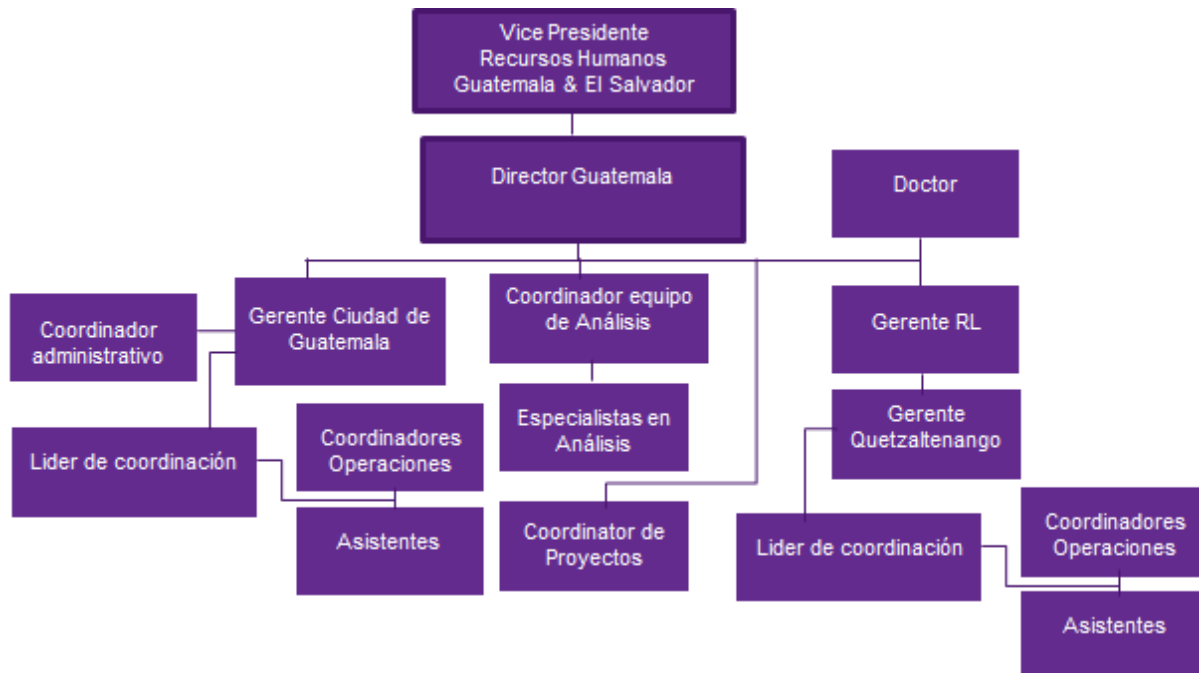 Vice Presidente
Recursos Humanos
Guatemala & El Salvador
Director Guatemala
Doctor
Gerente Ciudad de
Guatemala
Coordinador
administrativo
Coordinador equipo
de Análisis
Gerente RL
Especialistas en
Análisis
Gerente
Quetzaltenango
Lider de coordinación
Coordinadores
Operaciones
Asistentes
Coordinator de
Proyectos
Lider de coordinación
Coordinadores
Operaciones
Asistentes